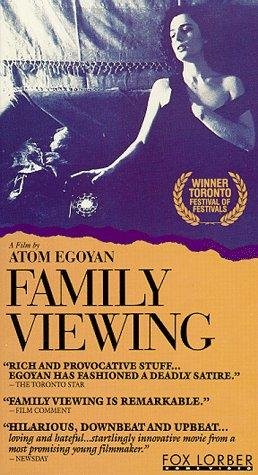 WINNER
TORONTO
FESTIVAL OF
FESTIVALS
A Film by
ATOM EGOYAN
FAMILY
VIEWING
"RICH AND PROVOCATIVE STUFF...
EGOYAN HAS FASHIONED A DEADLY SATIRE."
— THE TORONTO STAR
"FAMILY VIEWING IS REMARKABLE."
— FILM COMMENT
"HILARIOUS, DOWNBEAT AND UPBEAT...
loving and hateful...startlingly innovative movie from a
most promising young filmmaker."
— NEWSDAY
FOX LORBER
HOME VIDEO